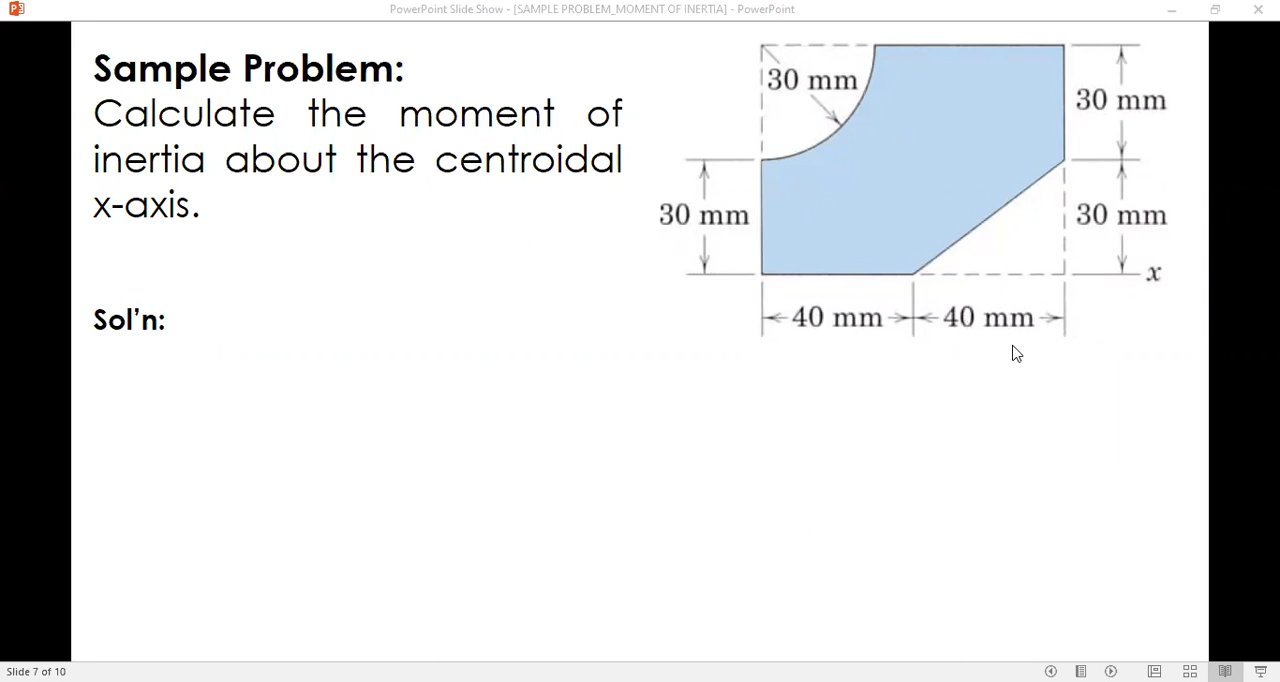 PowerPoint Slide Show - [SAMPLE PROBLEM_MOMENT OF INERTIA] - PowerPoint
Sample Problem:
Calculate the moment of
inertia about the centroidal
x-axis.
Sol'n:
30 mm
30 mm
30 mm
30 mm
x
40 mm
40 mm
Slide 7 of 10